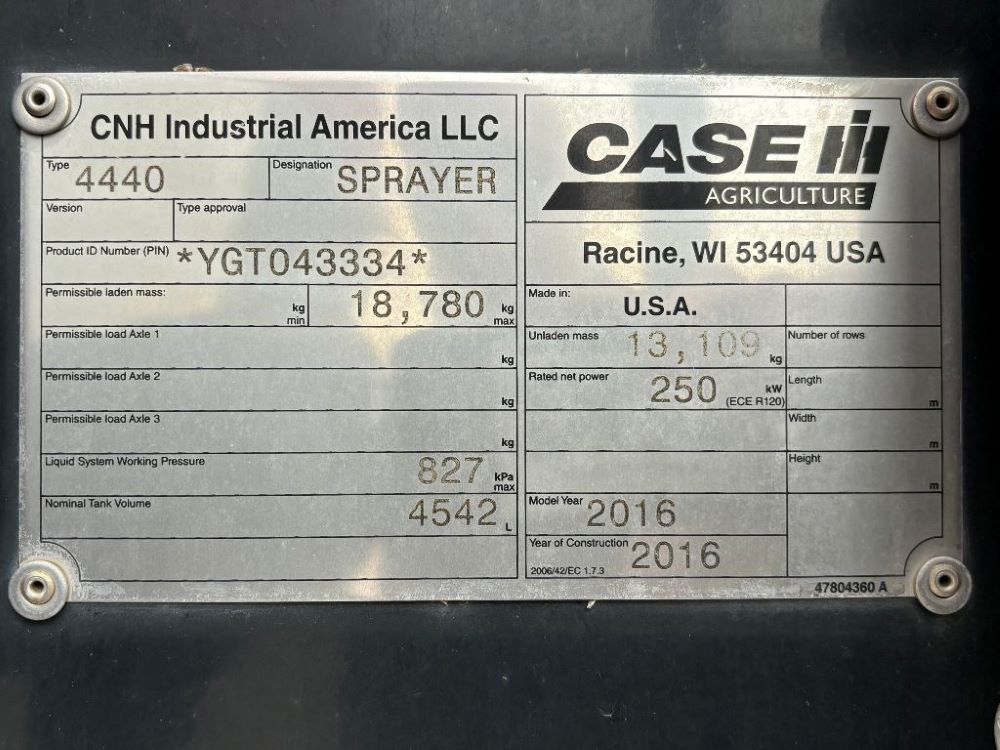 CNH Industrial America LLC
Type 4440 Designation SPRAYER
Version Type approval
Product ID Number (PIN) *YGT043334*
Permissible laden mass: kg min 18,780 kg max
Permissible load Axle 1 kg
Permissible load Axle 2 kg
Permissible load Axle 3 kg
Liquid System Working Pressure 827 kPa max
Nominal Tank Volume 4542 L
CASE IH
AGRICULTURE
Racine, WI 53404 USA
Made in: U.S.A.
Unladen mass 13,109 kg Number of rows
Rated net power 250 kW (ECE R120) Length m
Width m
Height m
Model Year 2016
Year of Construction 2016
2006/42/EC 1.7.3
47804360 A